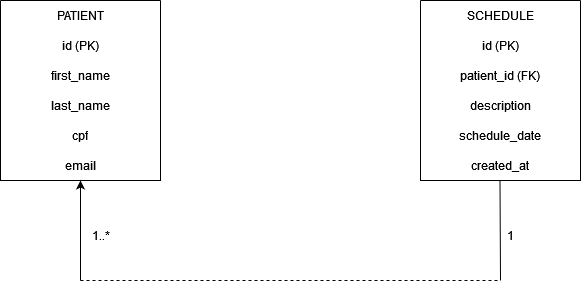 PATIENT
id (PK)
first_name
last_name
cpf
email
SCHEDULE
id (PK)
patient_id (FK)
description
schedule_date
created_at
1..*
1